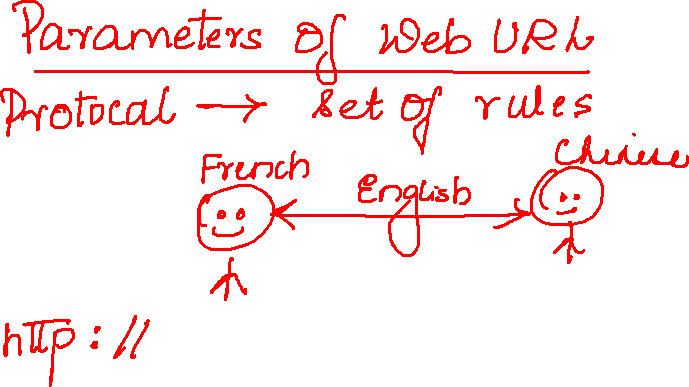 Parameters Of Web URL
Protocal → Set of rules
French
English
Chinese
http://